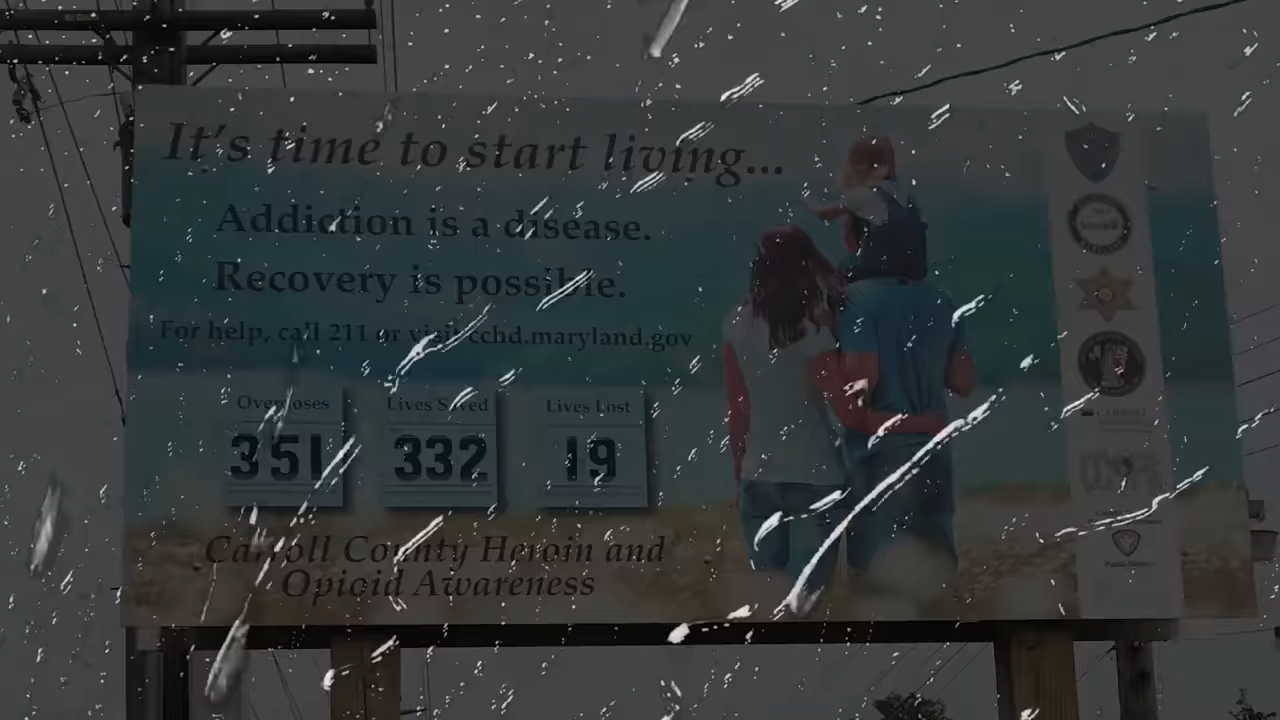 It's time to start living...
Addiction is a disease.
Recovery is possible.
For help, call 211 or visit cchd.maryland.gov
Overdoses
351
Lives Saved
332
Lives Lost
19
Carroll County Heroin and
Opioid Awareness